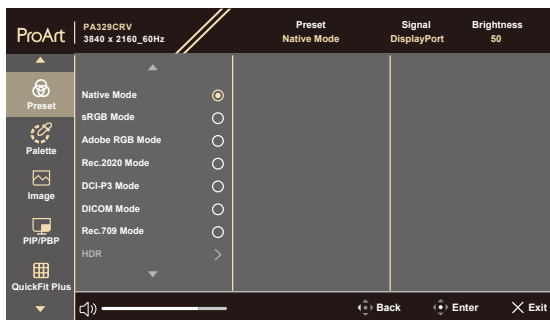 ProArt
PA329CRV
3840 x 2160_60Hz
Preset
Native Mode
Signal
DisplayPort
Brightness
50
Preset
Palette
Image
PIP/PBP
QuickFit Plus
Native Mode
sRGB Mode
Adobe RGB Mode
Rec.2020 Mode
DCI-P3 Mode
DICOM Mode
Rec.709 Mode
HDR
Back
Enter
Exit